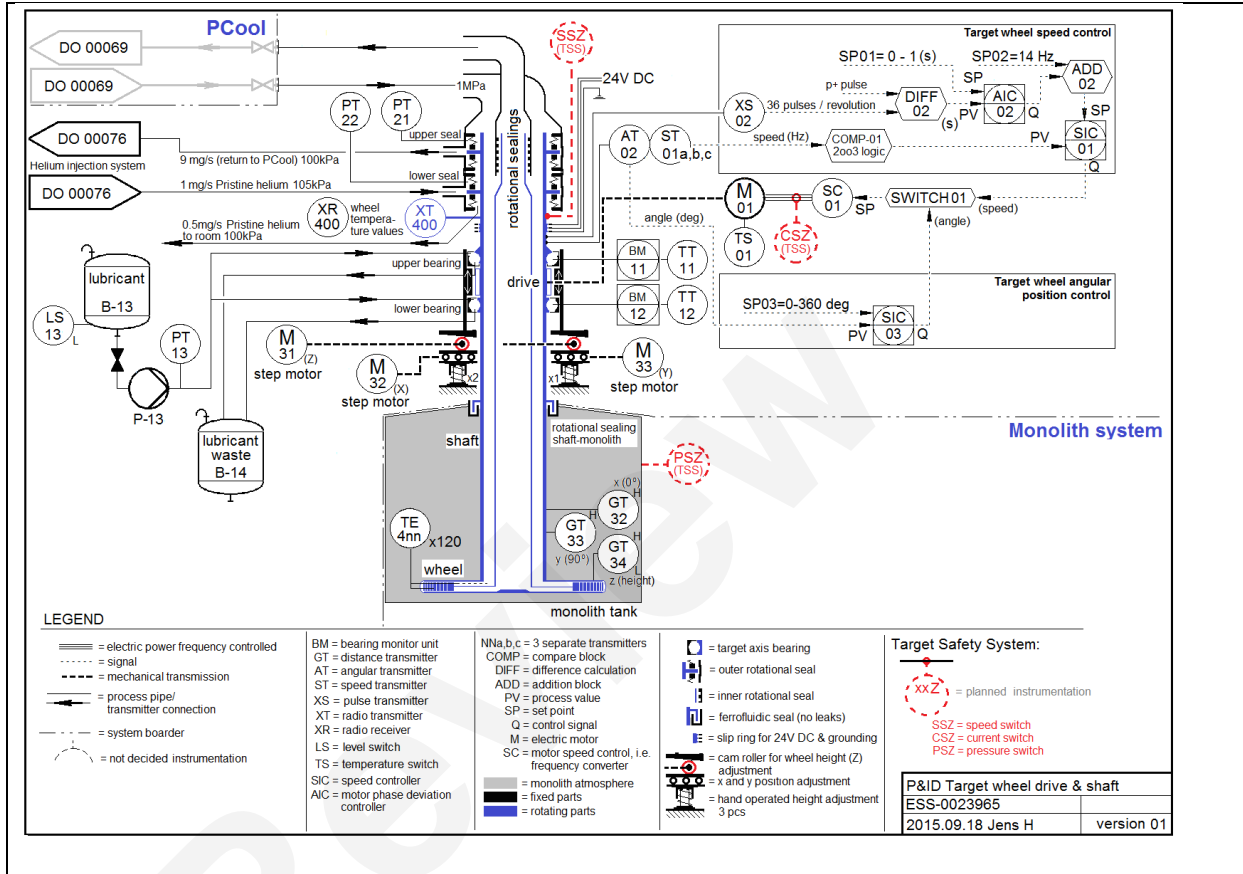 PCool
DO 00069
DO 00069
1MPa
DO 00076
Helium injection system
9 mg/s (return to PCool) 100kPa
DO 00076
1 mg/s Pristine helium 105kPa
0.5mg/s Pristine helium
to room 100kPa
PT
22
PT
21
upper seal
lower seal
XR
400
wheel
tempera-
ture values
XT
400
rotational sealings
SSZ
(TSS)
24V DC
AT
02
ST
01a,b,c
speed (Hz)
XS
02
36 pulses / revolution
Target wheel speed control
SP01= 0 - 1 (s)
SP02=14 Hz
p+ pulse
DIFF
02
(s)
SP
PV
AIC
02
Q
ADD
02
SP
COMP-01
2oo3 logic
PV
SIC
01
Q
M
01
TS
01
CSZ
(TSS)
SC
01
SP
SWITCH 01
(speed)
(angle)
angle (deg)
lubricant
B-13
LS
13
L
PT
13
P-13
lubricant
waste
B-14
upper bearing
lower bearing
drive
BM
11
TT
11
BM
12
TT
12
Target wheel angular
position control
SP03=0-360 deg
PV
SIC
03
Q
M
31
(Z)
step motor
M
32
(X)
step motor
M
33
(Y)
step motor
x2
x1
shaft
rotational sealing
shaft-monolith
Monolith system
PSZ
(TSS)
x (0º)
H
GT
32
H
GT
33
y (90º)
H
GT
34
L
z (height)
TE
4nn
x120
wheel
monolith tank
LEGEND
= electric power frequency controlled
= signal
= mechanical transmission
= process pipe/
transmitter connection
= system boarder
= not decided instrumentation
BM = bearing monitor unit
GT = distance transmitter
AT = angular transmitter
ST = speed transmitter
XS = pulse transmitter
XT = radio transmitter
XR = radio receiver
LS = level switch
TS = temperature switch
SIC = speed controller
AIC = motor phase deviation
controller
NNa,b,c = 3 separate transmitters
COMP = compare block
DIFF = difference calculation
ADD = addition block
PV = process value
SP = set point
Q = control signal
M = electric motor
SC = motor speed control, i.e.
frequency converter
= monolith atmosphere
= fixed parts
= rotating parts
= target axis bearing
= outer rotational seal
= inner rotational seal
= ferrofluidic seal (no leaks)
= slip ring for 24V DC & grounding
= cam roller for wheel height (Z)
adjustment
= x and y position adjustment
= hand operated height adjustment
3 pcs
Target Safety System:
xxZ
= planned instrumentation
SSZ = speed switch
CSZ = current switch
PSZ = pressure switch
P&ID Target wheel drive & shaft
ESS-0023965
2015.09.18 Jens H
version 01
Review